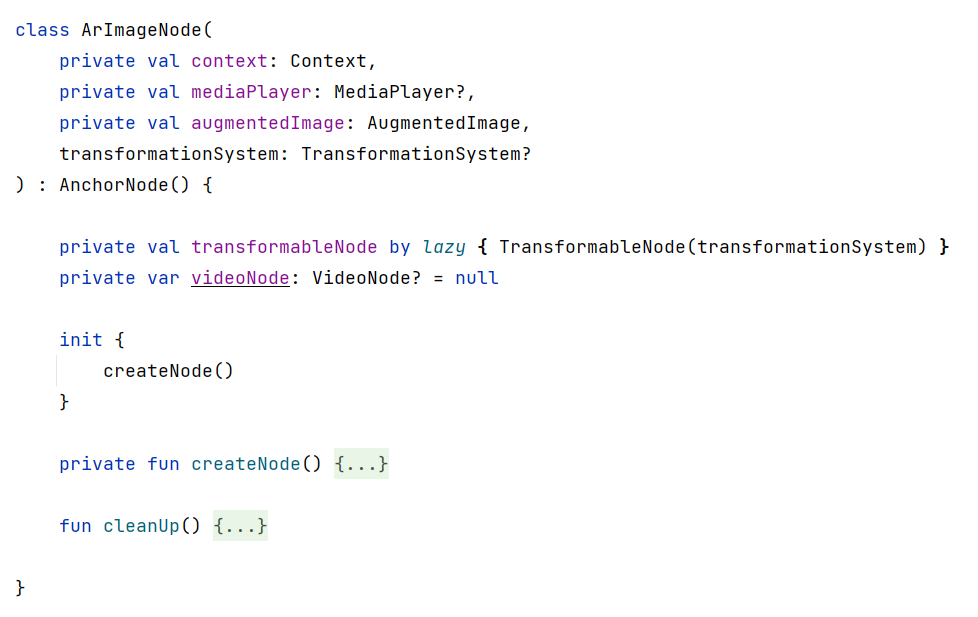 class ArImageNode(
    private val context: Context,
    private val mediaPlayer: MediaPlayer?,
    private val augmentedImage: AugmentedImage,
    transformationSystem: TransformationSystem?
) : AnchorNode() {
    private val transformableNode by lazy { TransformableNode(transformationSystem) }
    private var videoNode: VideoNode? = null
    init {
        createNode()
    }
    private fun createNode() {...}
    fun cleanUp() {...}
}